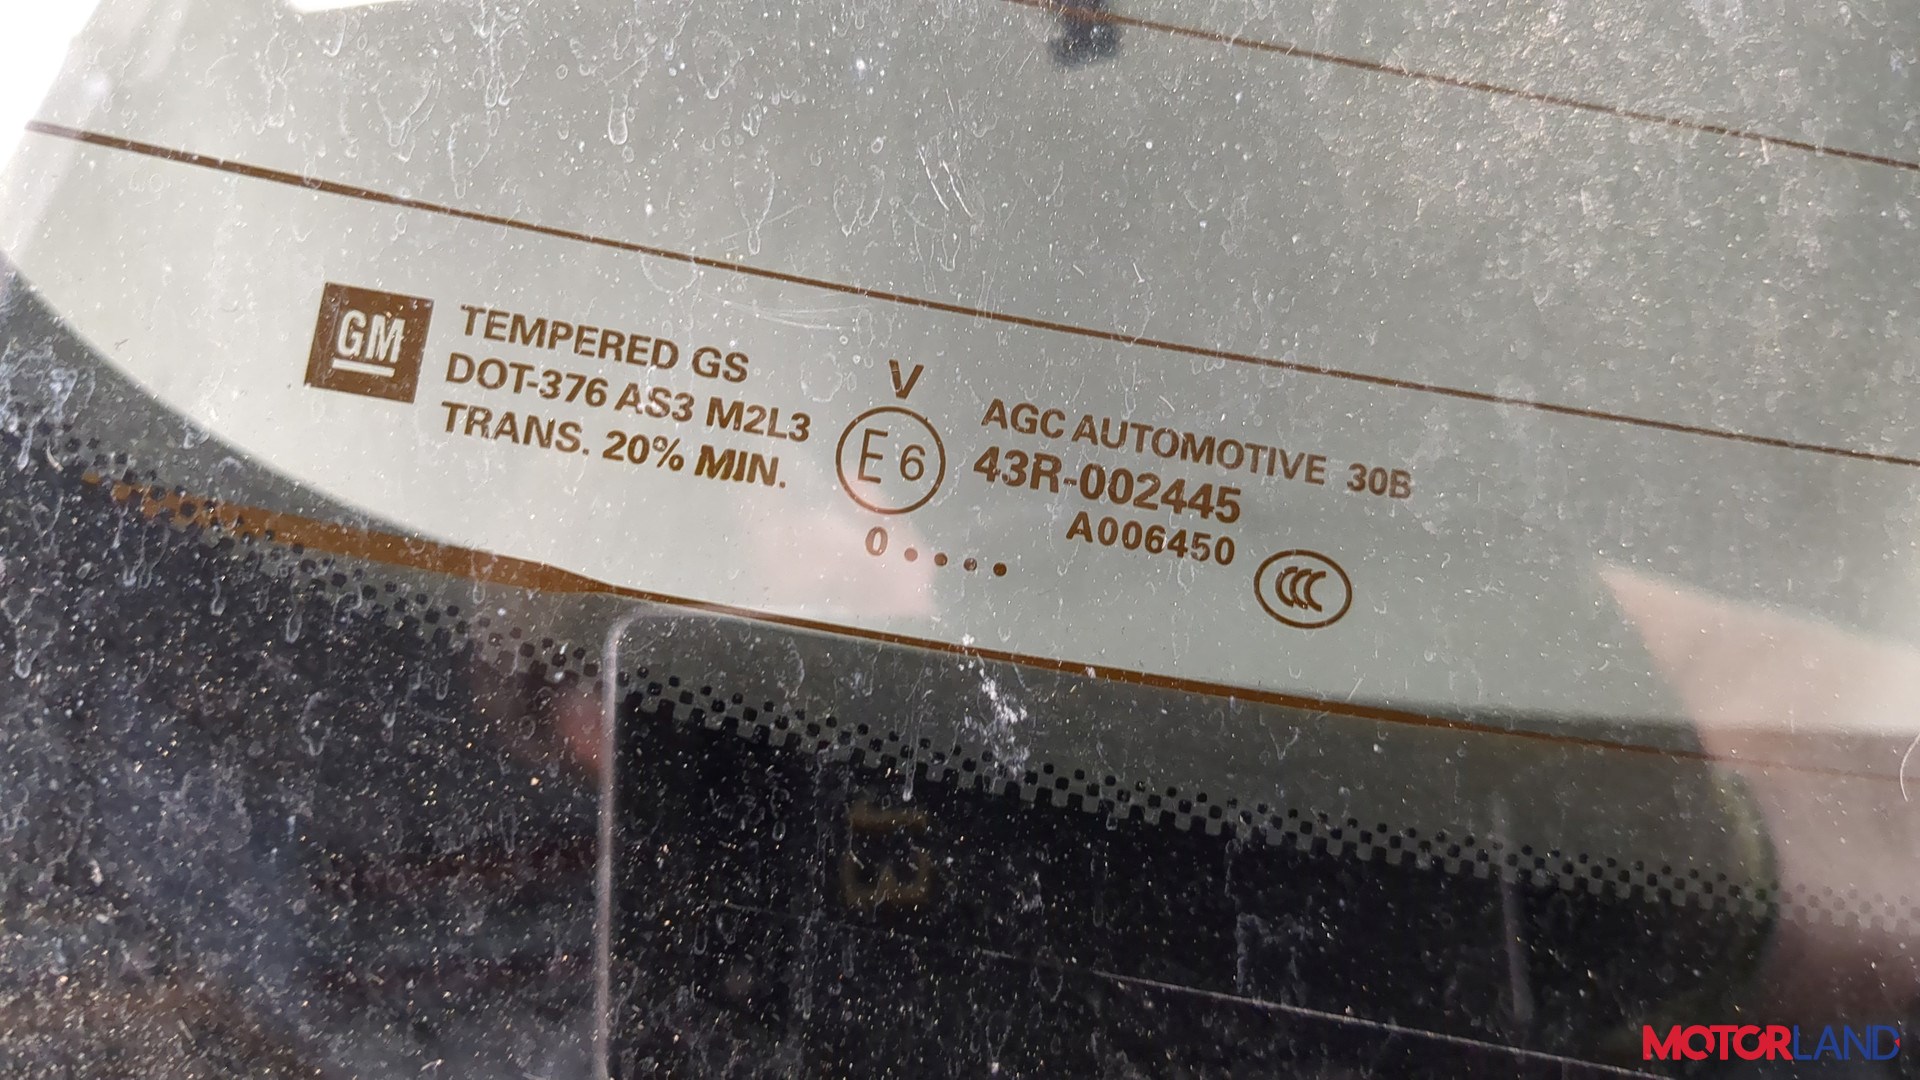 GM
TEMPERED GS
DOT-376 AS3 M2L3
TRANS. 20% MIN.
V
E6
0 . . . .
AGC AUTOMOTIVE 30B
43R-002445
A006450
CCC
MOTORLAND